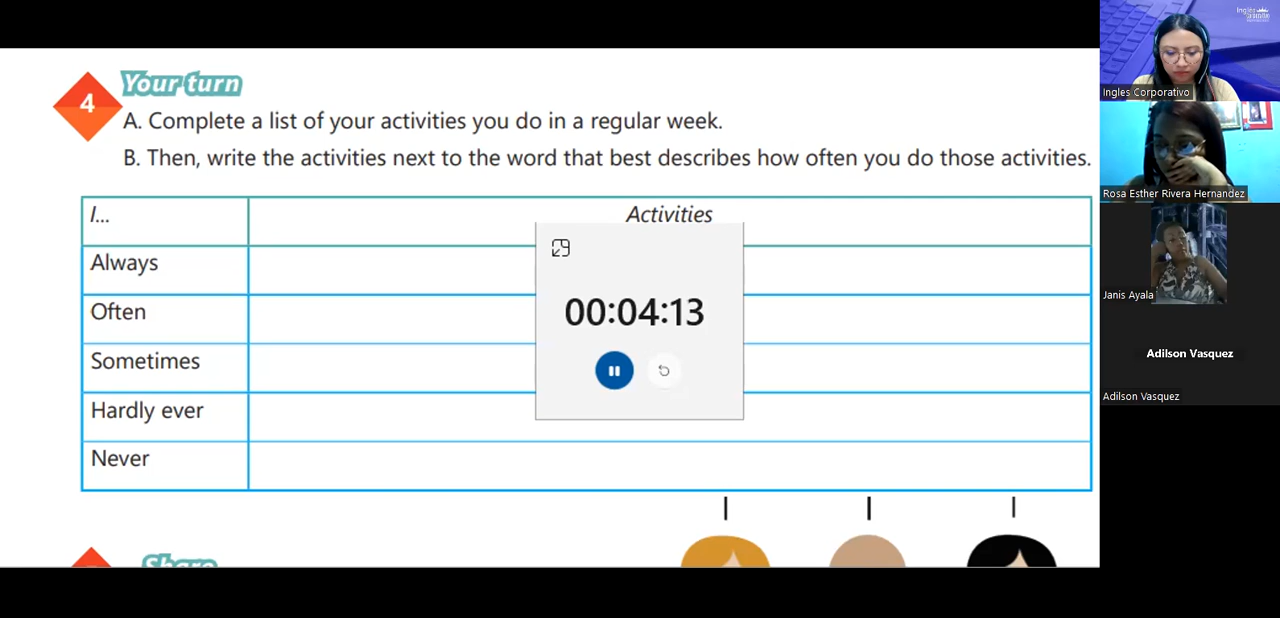 4
Your turn
A. Complete a list of your activities you do in a regular week.
B. Then, write the activities next to the word that best describes how often you do those activities.
I... Activities
Always
Often
Sometimes
Hardly ever
Never
00:04:13
Share
Ingles Corporativo
Rosa Esther Rivera Hernandez
Janis Ayala
Adilson Vasquez
Adilson Vasquez